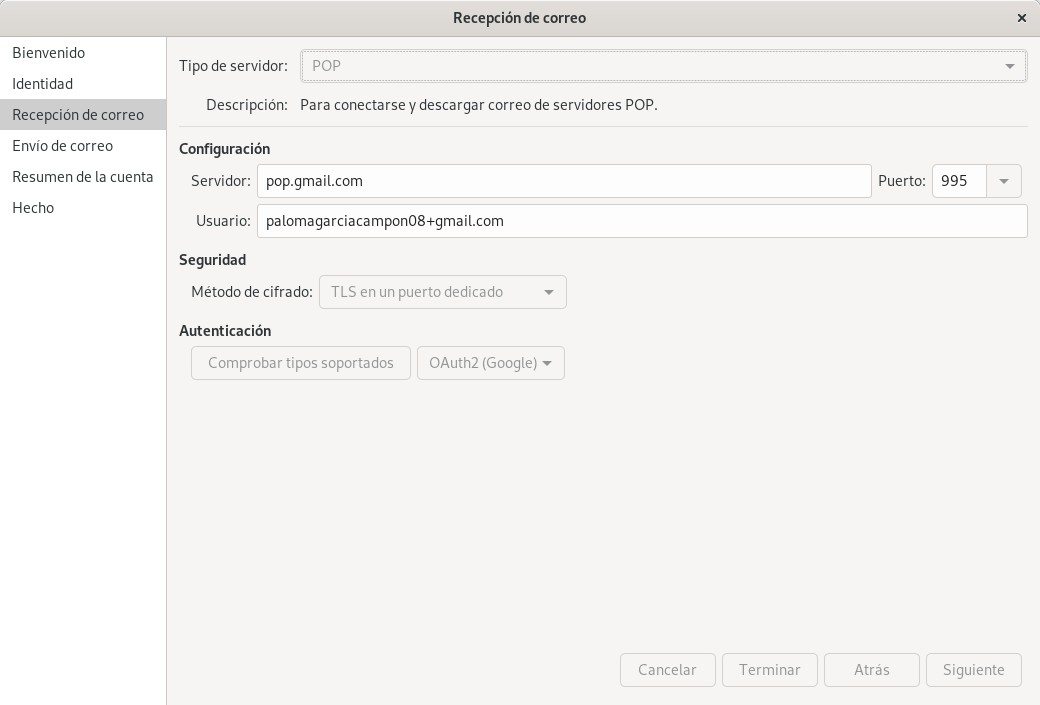 Recepción de correo
Bienvenido
Identidad
Recepción de correo
Envío de correo
Resumen de la cuenta
Hecho
Tipo de servidor: POP
Descripción: Para conectarse y descargar correo de servidores POP.
Configuración
Servidor: pop.gmail.com Puerto: 995
Usuario: palomagarciacampon08+gmail.com
Seguridad
Método de cifrado: TLS en un puerto dedicado
Autenticación
Comprobar tipos soportados OAuth2 (Google)
Cancelar Terminar Atrás Siguiente